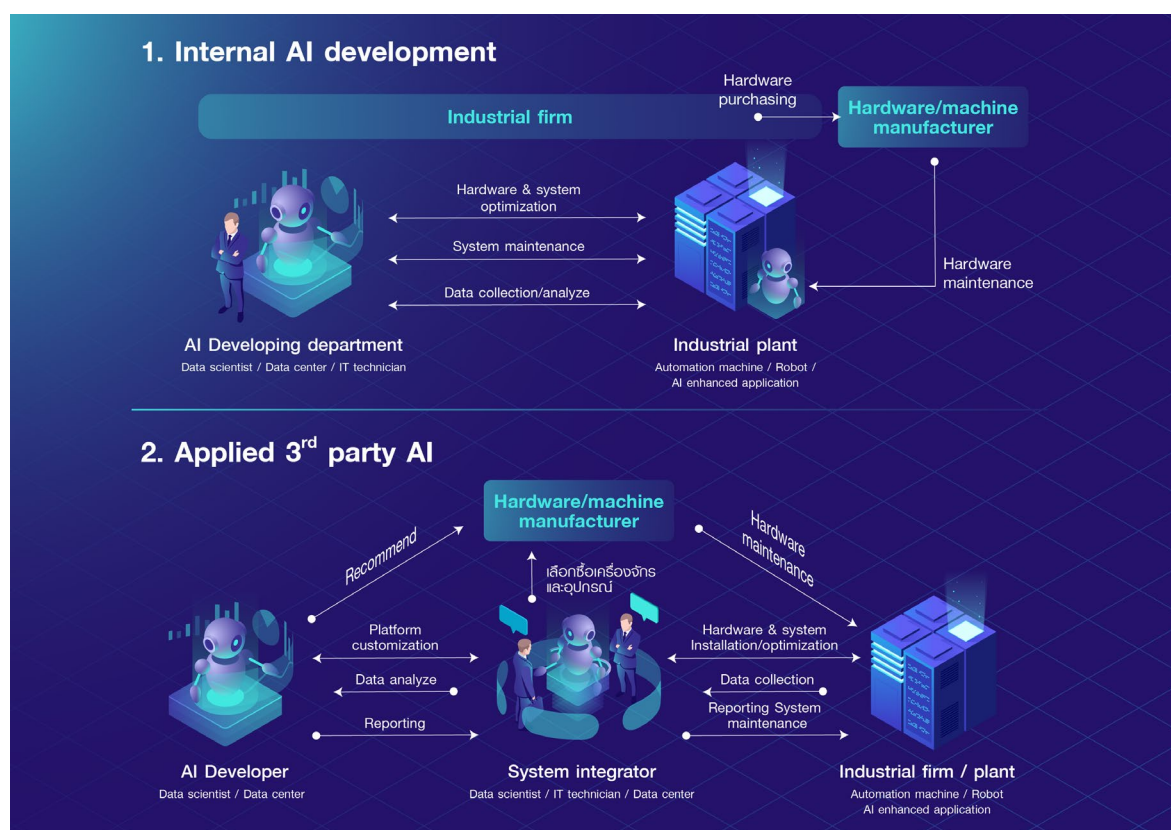 1. Internal AI development
Hardware
purchasing
Industrial firm
Hardware/machine
manufacturer
Hardware & system
optimization
System maintenance
Data collection/analyze
Hardware
maintenance
AI Developing department
Data scientist / Data center / IT technician
Industrial plant
Automation machine / Robot /
AI enhanced application
2. Applied 3rd party AI
Hardware/machine
manufacturer
Recommend
Hardware
maintenance
เลือกซื้อเครื่องจักร
และอุปกรณ์
Platform
customization
Data analyze
Reporting
Hardware & system
Installation/optimization
Data collection
Reporting System
maintenance
AI Developer
Data scientist / Data center
System integrator
Data scientist / IT technician / Data center
Industrial firm / plant
Automation machine / Robot
AI enhanced application